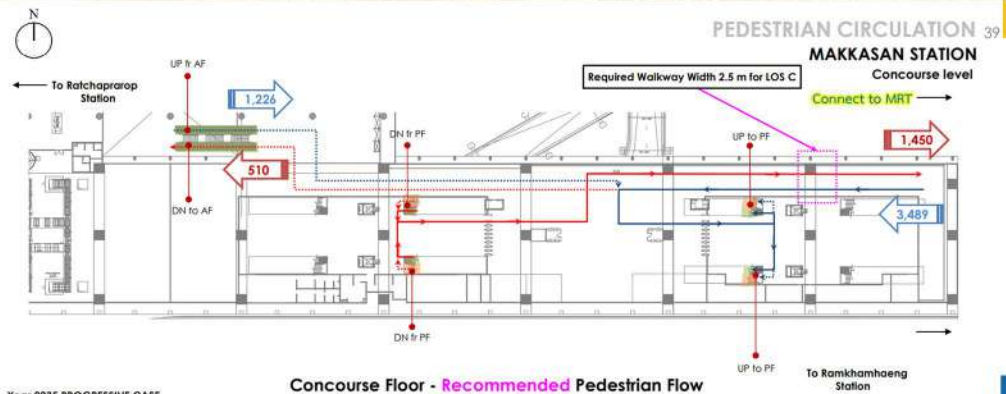 N
PEDESTRIAN CIRCULATION 39
MAKKASAN STATION
Concourse level
UP fr AF
To Ratchaprarop
Station
Required Walkway Width 2.5 m for LOS C
Connect to MRT
1,226
DN fr PF
UP to PF
1,450
510
DN to AF
3,489
DN fr PF
UP to PF
To Ramkhamhaeng
Station
Concourse Floor - Recommended Pedestrian Flow